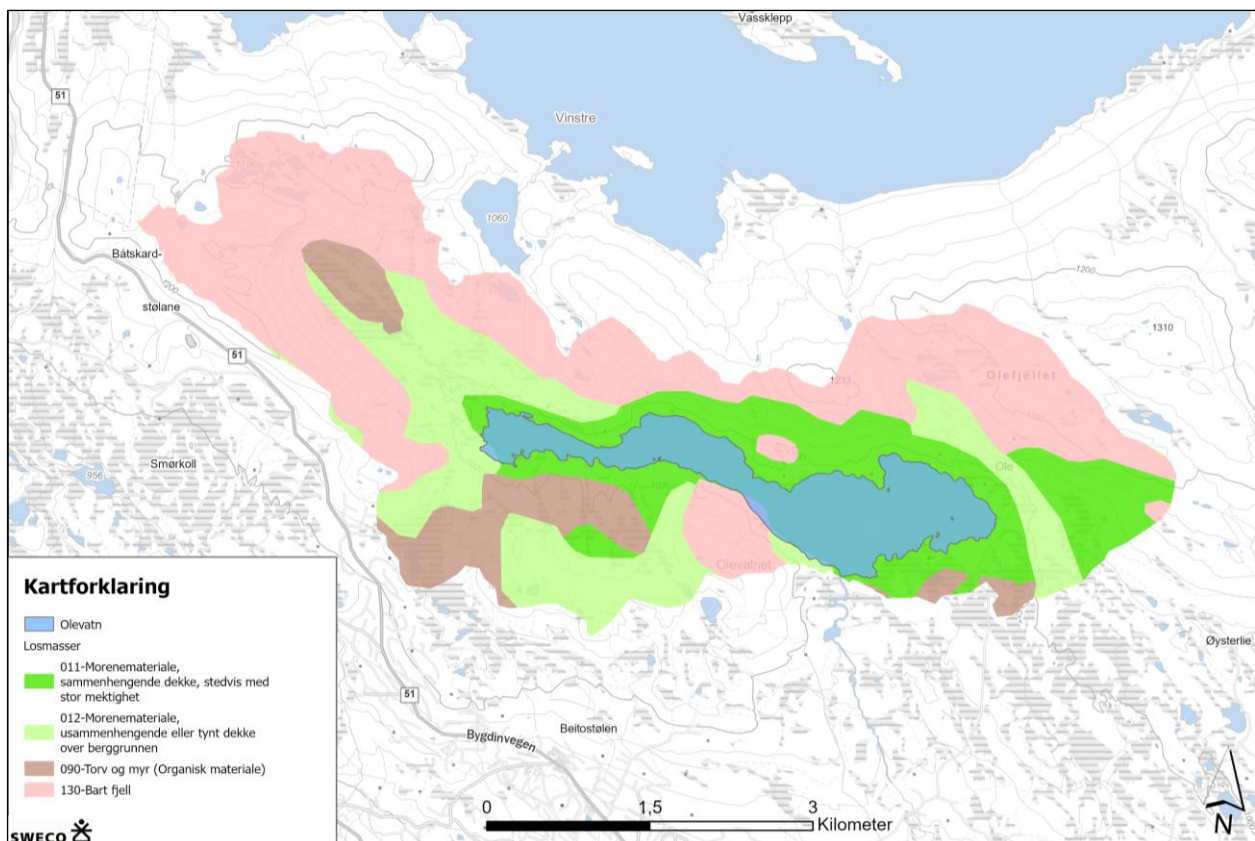 Vassklepp
51
Vinstre
1060
Båtskard-
stølane
1200
1200
1310
51
1233
Olefjellet
Smørkoll
956
Ole
Olevatnet
51
Øysterlie
Beitostølen
Bygdinvegen
Kartforklaring
Olevatn
Losmasser
011-Morenemateriale,
sammenhengende dekke, stedvis med
stor mektighet
012-Morenemateriale,
usammenhengende eller tynt dekke
over berggrunnen
090-Torv og myr (Organisk materiale)
130-Bart fjell
SWECO
0 1,5 3
Kilometer
N